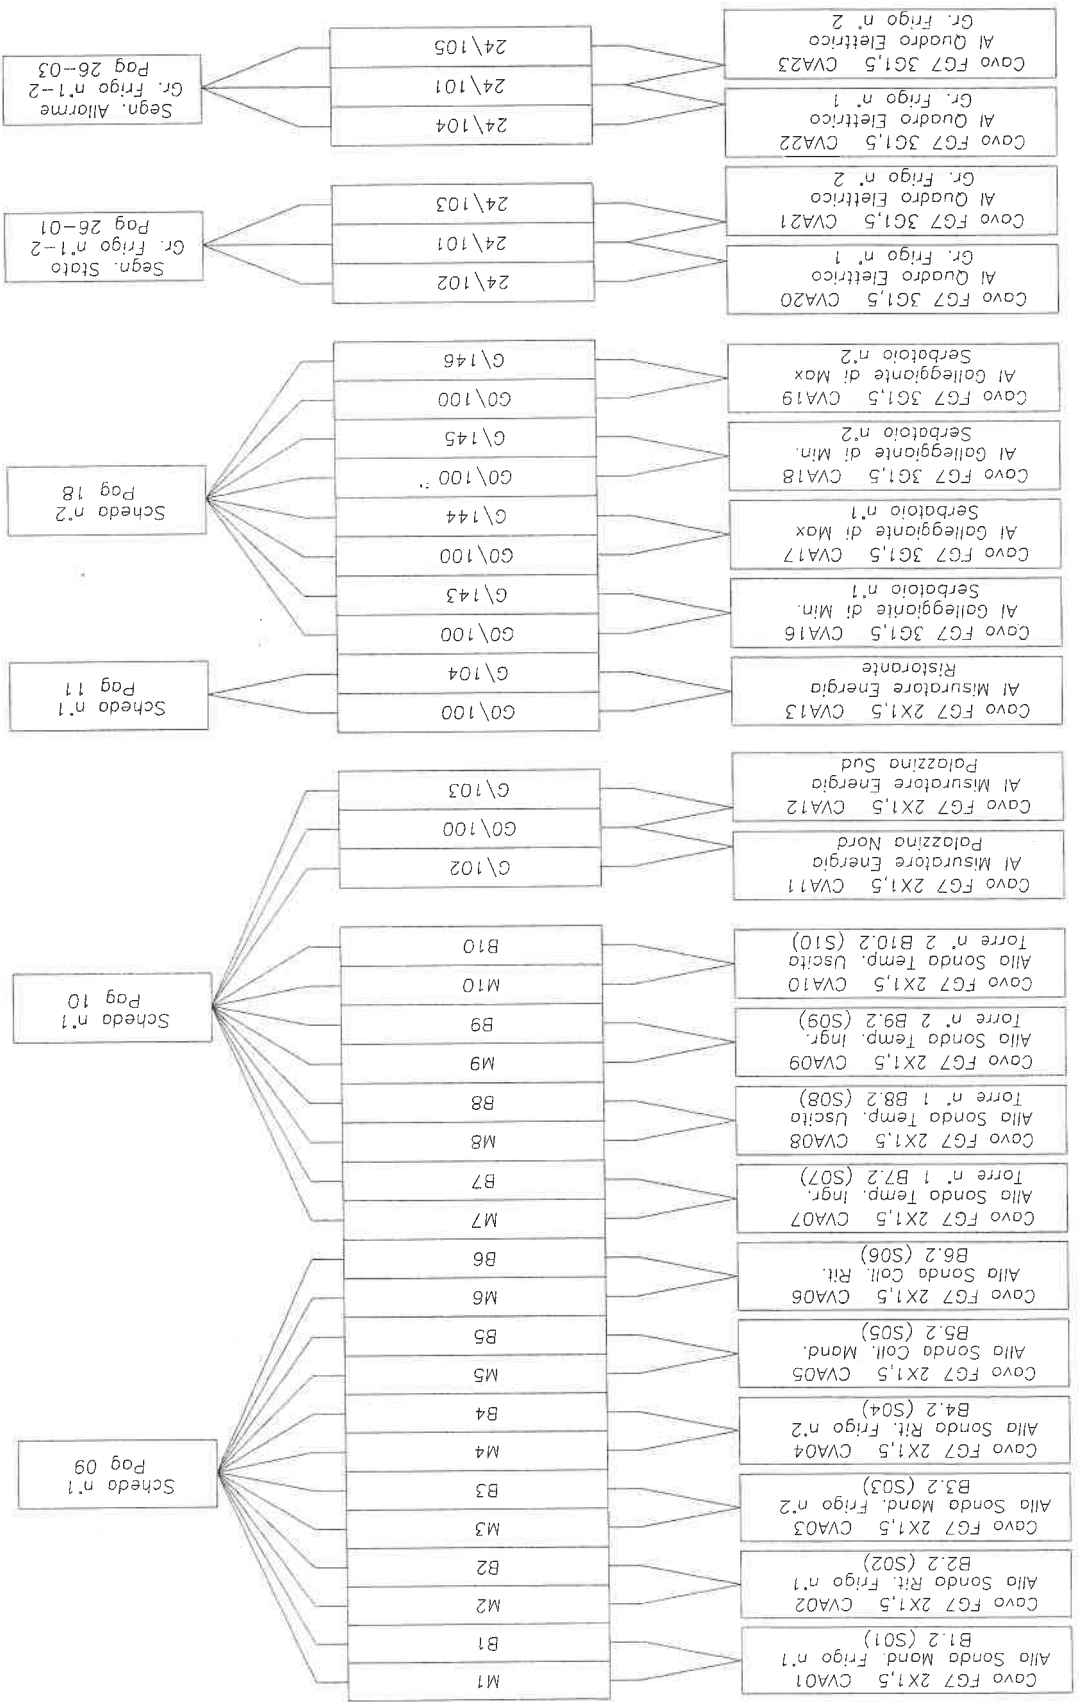 Cavo FG7 2X1,5 CVA01
Alla Sonda Mand. Frigo n°1
B1.2 (S01)
Cavo FG7 2X1,5 CVA02
Alla Sonda Rit. Frigo n°1
B2.2 (S02)
Cavo FG7 2X1,5 CVA03
Alla Sonda Mand. Frigo n°2
B3.2 (S03)
Cavo FG7 2X1,5 CVA04
Alla Sonda Rit. Frigo n°2
B4.2 (S04)
Cavo FG7 2X1,5 CVA05
Alla Sonda Coll. Mand.
B5.2 (S05)
Cavo FG7 2X1,5 CVA06
Alla Sonda Coll. Rit.
B6.2 (S06)
Cavo FG7 2X1,5 CVA07
Alla Sonda Temp. Ingr.
Torre n° 1 B7.2 (S07)
Cavo FG7 2X1,5 CVA08
Alla Sonda Temp. Uscita
Torre n° 1 B8.2 (S08)
Cavo FG7 2X1,5 CVA09
Alla Sonda Temp. Ingr.
Torre n° 2 B9.2 (S09)
Cavo FG7 2X1,5 CVA10
Alla Sonda Temp. Uscita
Torre n° 2 B10.2 (S10)
Cavo FG7 2X1,5 CVA11
Al Misuratore Energia
Palazzina Nord
Cavo FG7 2X1,5 CVA12
Al Misuratore Energia
Palazzina Sud
Cavo FG7 2X1,5 CVA13
Al Misuratore Energia
Ristorante
Cavo FG7 3G1,5 CVA16
Al Galleggiante di Min.
Serbatoio n°1
Cavo FG7 3G1,5 CVA17
Al Galleggiante di Max
Serbatoio n°1
Cavo FG7 3G1,5 CVA18
Al Galleggiante di Min.
Serbatoio n°2
Cavo FG7 3G1,5 CVA19
Al Galleggiante di Max
Serbatoio n°2
Cavo FG7 3G1,5 CVA20
Al Quadro Elettrico
Gr. Frigo n° 1
Cavo FG7 3G1,5 CVA21
Al Quadro Elettrico
Gr. Frigo n° 2
Cavo FG7 3G1,5 CVA22
Al Quadro Elettrico
Gr. Frigo n° 1
Cavo FG7 3G1,5 CVA23
Al Quadro Elettrico
Gr. Frigo n° 2
M1
B1
M2
B2
M3
B3
M4
B4
M5
B5
M6
B6
M7
B7
M8
B8
M9
B9
M10
B10
G/102
G0/100
G/103
G0/100
G/104
G0/100
G/143
G0/100
G/144
G0/100
G/145
G0/100
G/146
24/102
24/101
24/103
24/104
24/101
24/105
Scheda n°1
Pag 09
Scheda n°1
Pag 10
Scheda n°1
Pag 11
Scheda n°2
Pag 18
Segn. Stato
Gr. Frigo n°1-2
Pag 26-01
Segn. Allarme
Gr. Frigo n°1-2
Pag 26-03